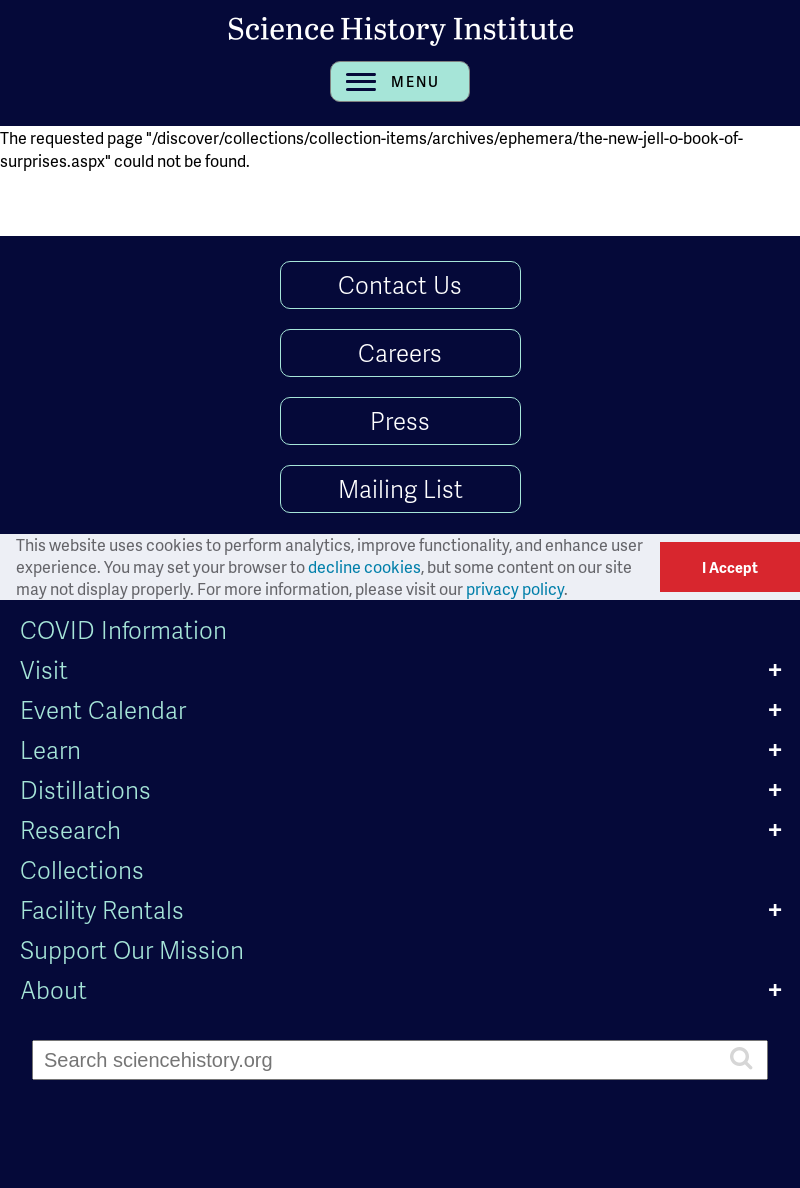 Science History Institute
MENU
The requested page "/discover/collections/collection-items/archives/ephemera/the-new-jell-o-book-of-
surprises.aspx" could not be found.
Contact Us
Careers
Press
Mailing List
This website uses cookies to perform analytics, improve functionality, and enhance user
experience. You may set your browser to decline cookies, but some content on our site
may not display properly. For more information, please visit our privacy policy.
I Accept
COVID Information
Visit +
Event Calendar +
Learn +
Distillations +
Research +
Collections
Facility Rentals +
Support Our Mission
About +
Search sciencehistory.org